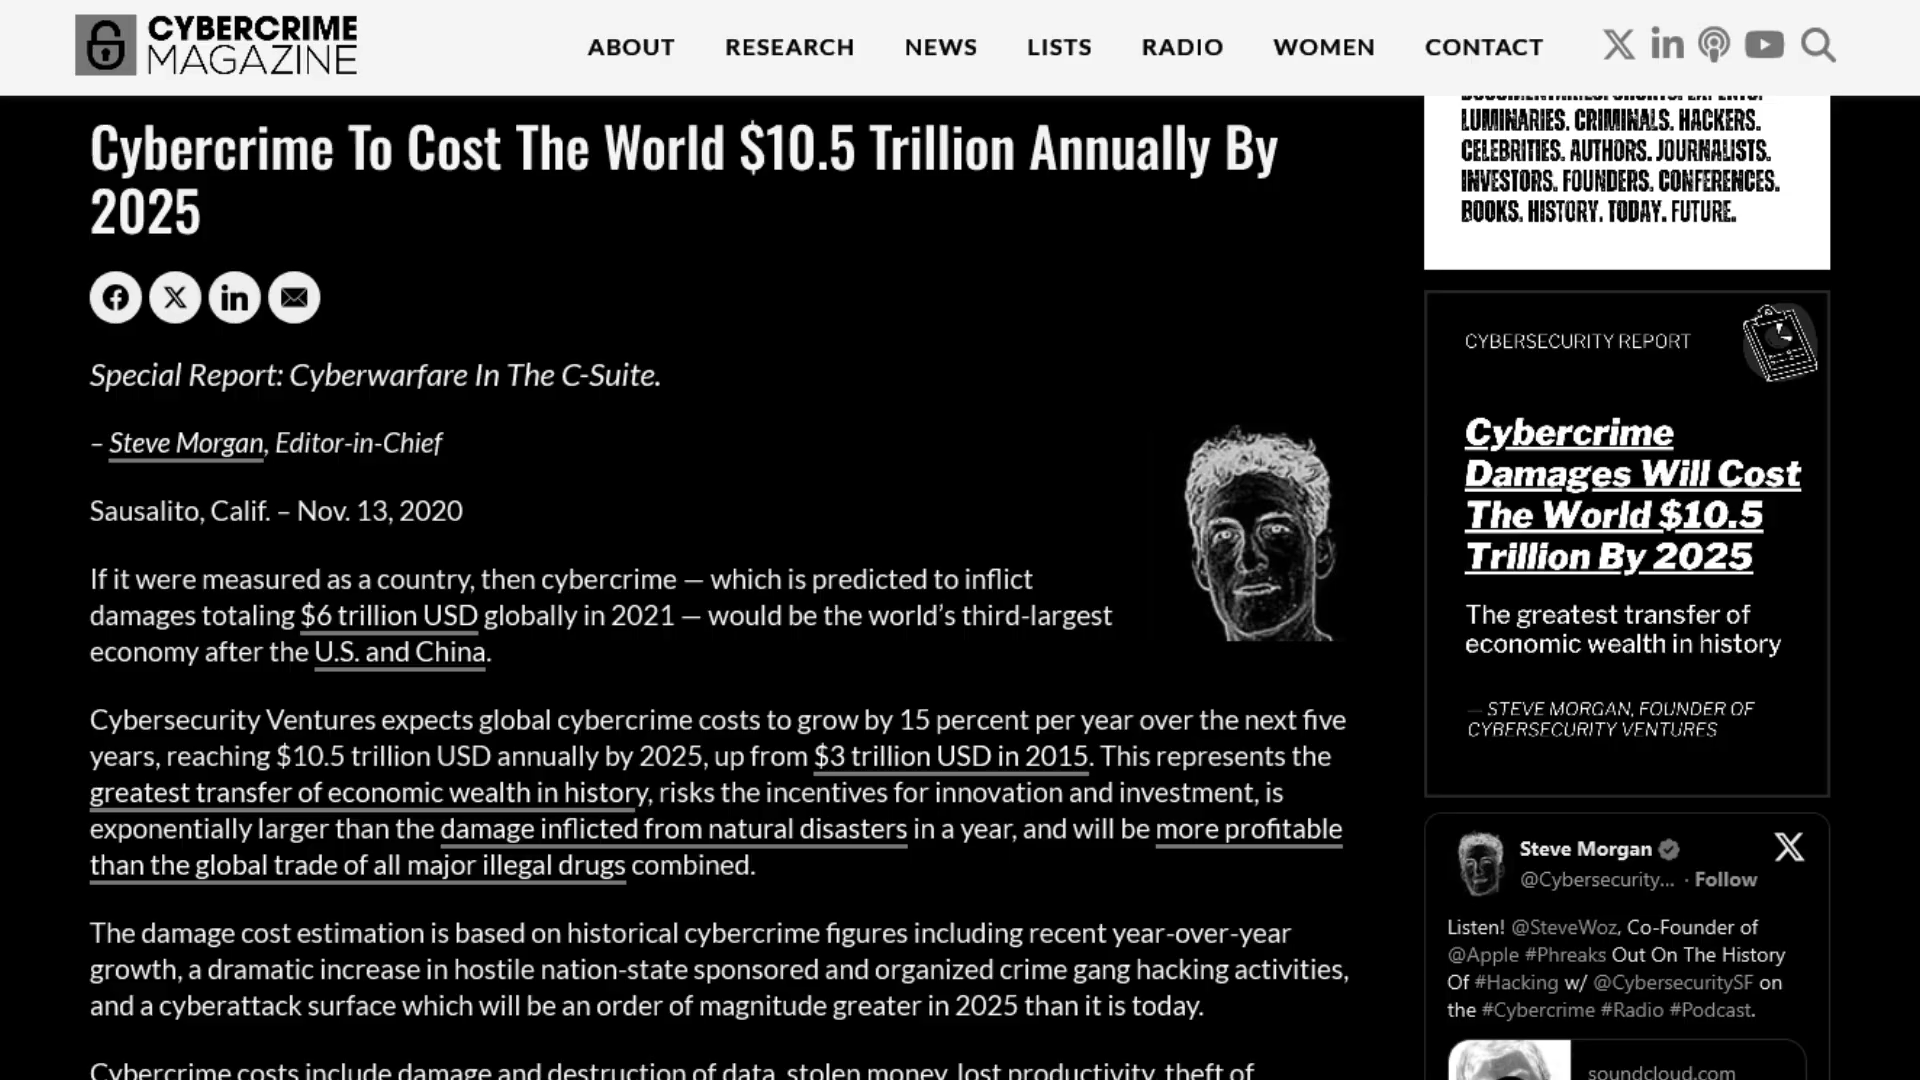 CYBERCRIME
MAGAZINE
ABOUT RESEARCH NEWS LISTS RADIO WOMEN CONTACT
Cybercrime To Cost The World $10.5 Trillion Annually By
2025
Special Report: Cyberwarfare In The C-Suite.
– Steve Morgan, Editor-in-Chief
Sausalito, Calif. – Nov. 13, 2020
If it were measured as a country, then cybercrime — which is predicted to inflict
damages totaling $6 trillion USD globally in 2021 — would be the world’s third-largest
economy after the U.S. and China.
Cybersecurity Ventures expects global cybercrime costs to grow by 15 percent per year over the next five
years, reaching $10.5 trillion USD annually by 2025, up from $3 trillion USD in 2015. This represents the
greatest transfer of economic wealth in history, risks the incentives for innovation and investment, is
exponentially larger than the damage inflicted from natural disasters in a year, and will be more profitable
than the global trade of all major illegal drugs combined.
The damage cost estimation is based on historical cybercrime figures including recent year-over-year
growth, a dramatic increase in hostile nation-state sponsored and organized crime gang hacking activities,
and a cyberattack surface which will be an order of magnitude greater in 2025 than it is today.
Cybercrime costs include damage and destruction of data, stolen money, lost productivity, theft of
DOCUMENTARIES. SHORTS. EXPERTS.
LUMINARIES. CRIMINALS. HACKERS.
CELEBRITIES. AUTHORS. JOURNALISTS.
INVESTORS. FOUNDERS. CONFERENCES.
BOOKS. HISTORY. TODAY. FUTURE.
CYBERSECURITY REPORT
Cybercrime
Damages Will Cost
The World $10.5
Trillion By 2025
The greatest transfer of
economic wealth in history
— STEVE MORGAN, FOUNDER OF
CYBERSECURITY VENTURES
Steve Morgan
@Cybersecurity... · Follow
Listen! @SteveWoz, Co-Founder of
@Apple #Phreaks Out On The History
Of #Hacking w/ @CybersecuritySF on
the #Cybercrime #Radio #Podcast.
soundcloud.com